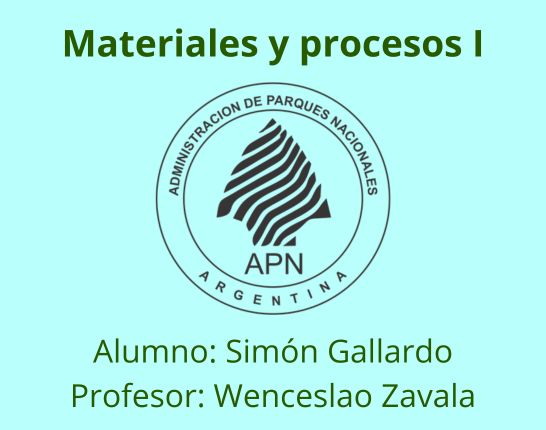 Materiales y procesos I
ADMINISTRACION DE PARQUES NACIONALES
APN
ARGENTINA
Alumno: Simón Gallardo
Profesor: Wenceslao Zavala